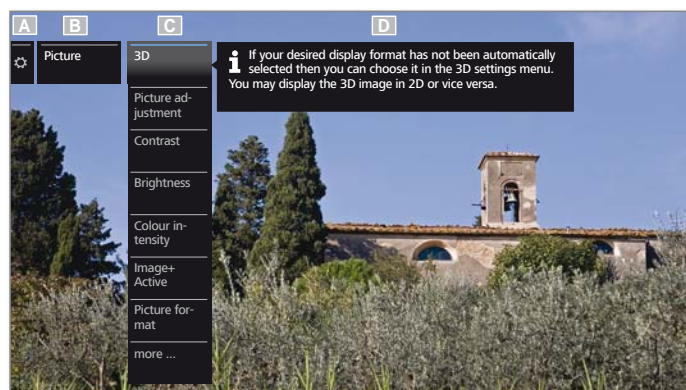 A B C D
Picture
3D
If your desired display format has not been automatically
selected then you can choose it in the 3D settings menu.
You may display the 3D image in 2D or vice versa.
Picture ad-
justment
Contrast
Brightness
Colour in-
tensity
Image+
Active
Picture for-
mat
more ...